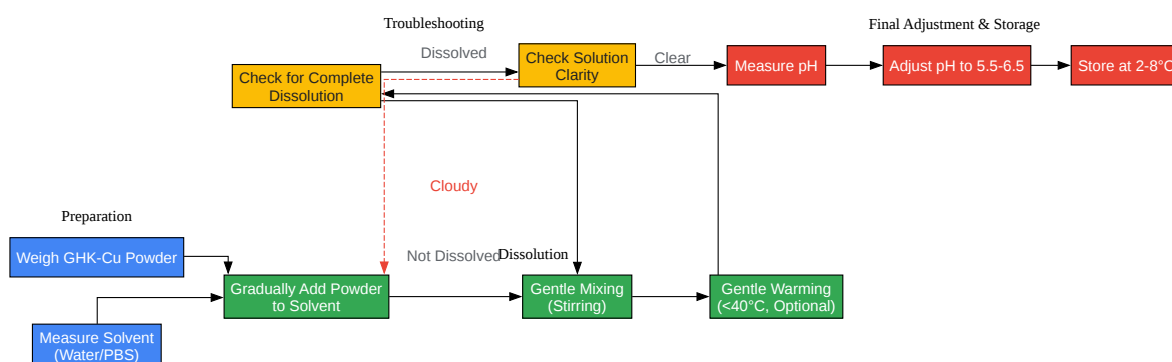 Troubleshooting
Final Adjustment & Storage
Dissolved
Check for Complete
Dissolution
Check Solution
Clarity
Clear
Measure pH
Adjust pH to 5.5-6.5
Store at 2-8°C
Cloudy
Preparation
Weigh GHK-Cu Powder
Not Dissolved
Dissolution
Gradually Add Powder
to Solvent
Gentle Mixing
(Stirring)
Gentle Warming
(<40°C, Optional)
Measure Solvent
(Water/PBS)